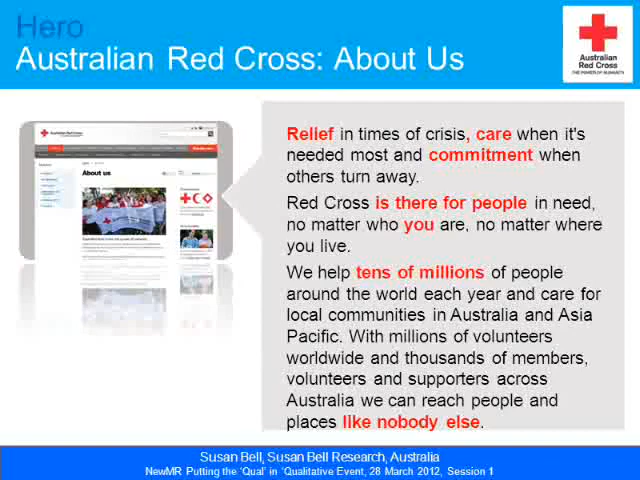 Hero
Australian Red Cross: About Us
Australian
Red Cross
THE POWER OF HUMANITY
Australian Red Cross
About us
Relief in times of crisis, care when it's
needed most and commitment when
others turn away.
Red Cross is there for people in need,
no matter who you are, no matter where
you live.
We help tens of millions of people
around the world each year and care for
local communities in Australia and Asia
Pacific. With millions of volunteers
worldwide and thousands of members,
volunteers and supporters across
Australia we can reach people and
places like nobody else.
Susan Bell, Susan Bell Research, Australia
NewMR Putting the ‘Qual’ in ‘Qualitative Event, 28 March 2012, Session 1